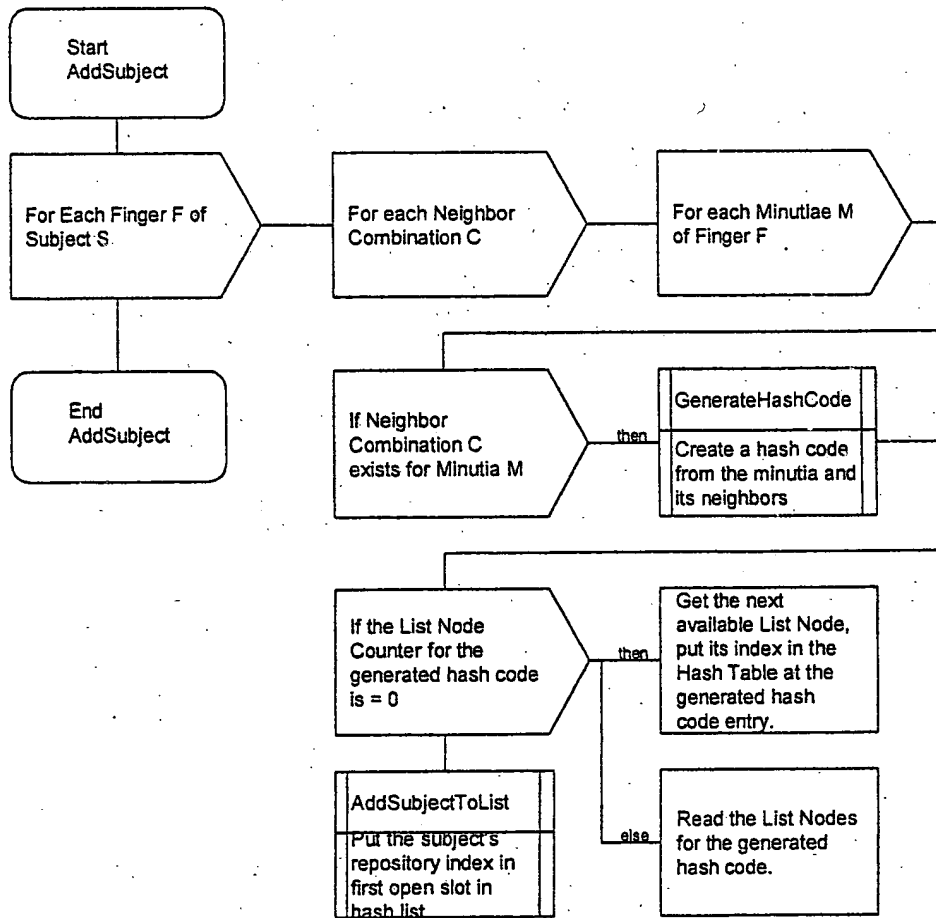 Start
AddSubject
For Each Finger F of
Subject S
For each Neighbor
Combination C
For each Minutiae M
of Finger F
End
AddSubject
If Neighbor
Combination C
exists for Minutia M
then
GenerateHashCode
Create a hash code
from the minutia and
its neighbors
If the List Node
Counter for the
generated hash code
is = 0
then
Get the next
available List Node,
put its index in the
Hash Table at the
generated hash
code entry.
AddSubjectToList
Put the subject's
repository index in
first open slot in
hash list
else
Read the List Nodes
for the generated
hash code.